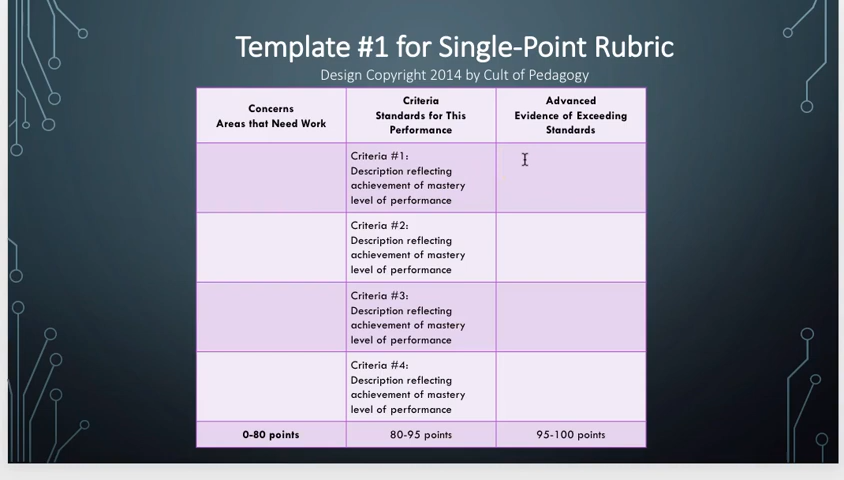 Template #1 for Single-Point Rubric
Design Copyright 2014 by Cult of Pedagogy
Concerns
Areas that Need Work
Criteria
Standards for This
Performance
Advanced
Evidence of Exceeding
Standards
Criteria #1:
Description reflecting
achievement of mastery
level of performance
Criteria #2:
Description reflecting
achievement of mastery
level of performance
Criteria #3:
Description reflecting
achievement of mastery
level of performance
Criteria #4:
Description reflecting
achievement of mastery
level of performance
0-80 points
80-95 points
95-100 points